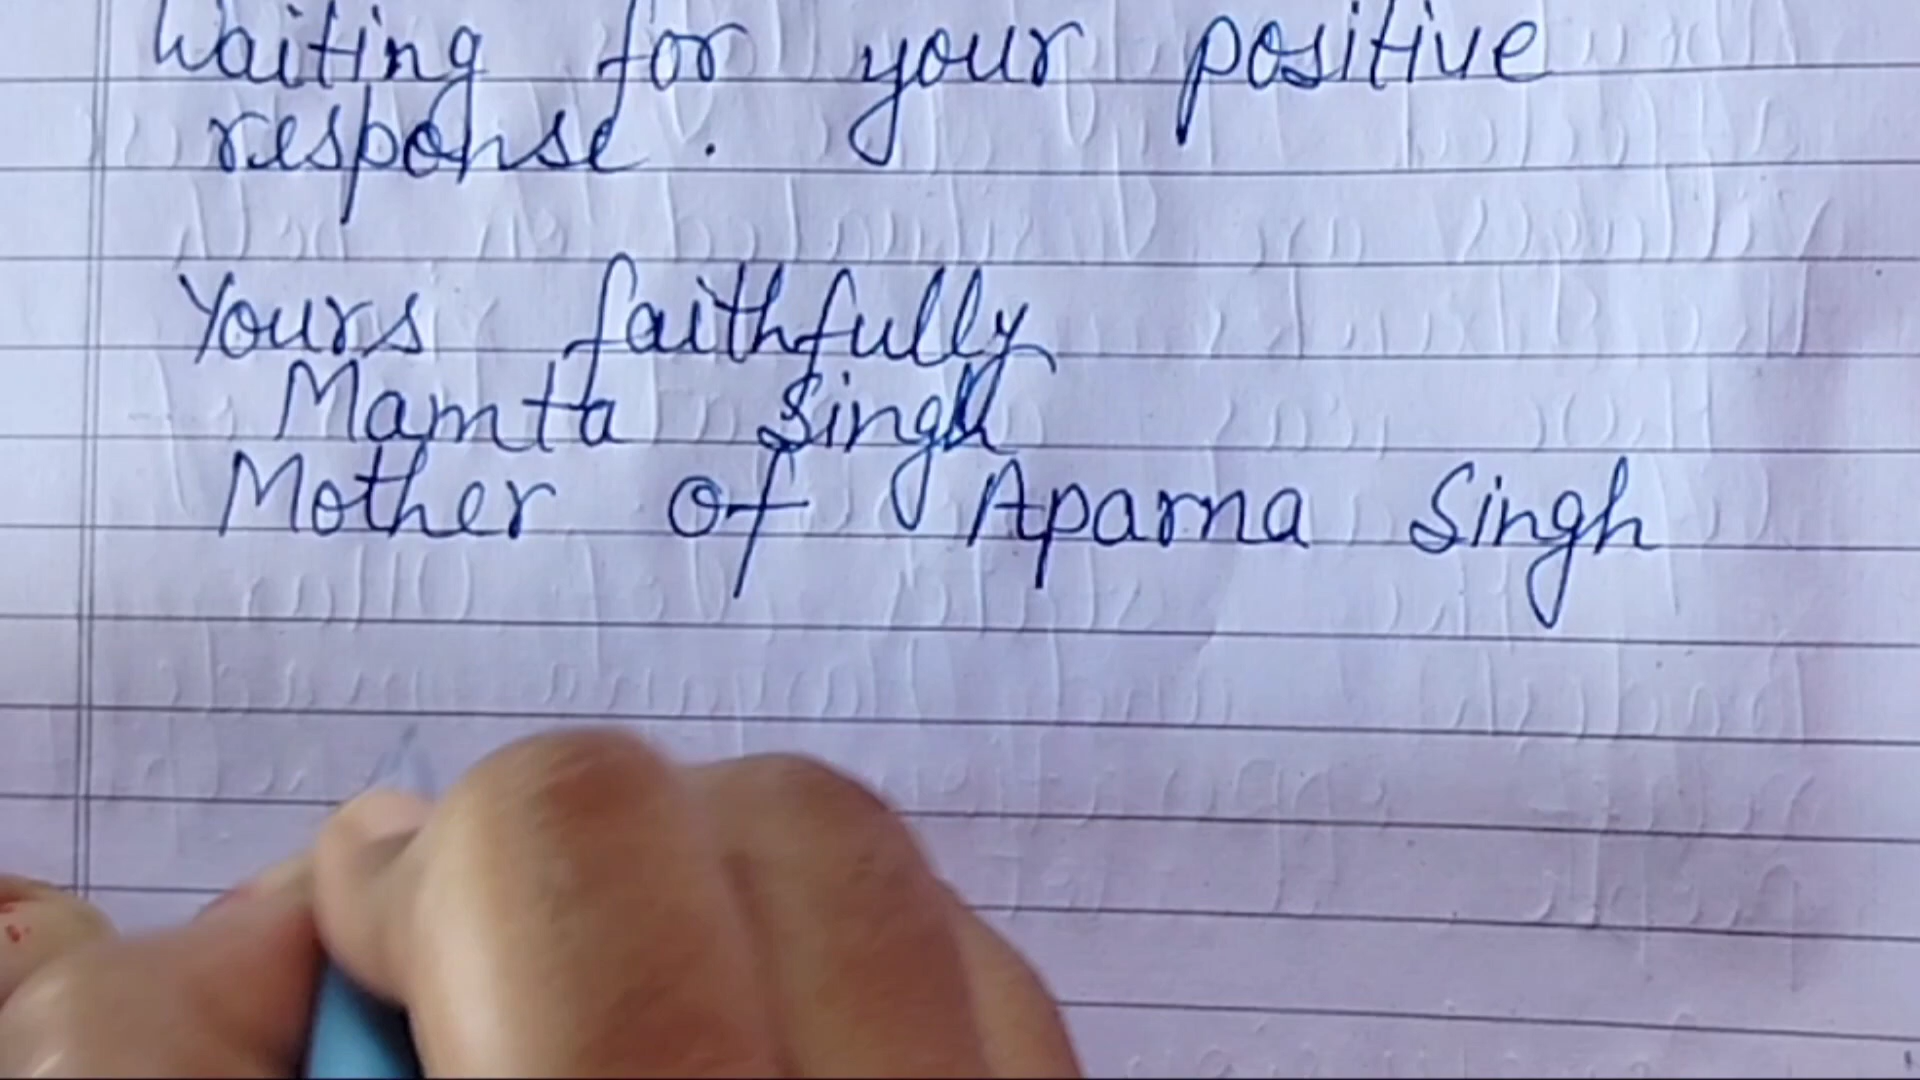 Waiting for your positive
response.
Yours faithfully
Mamta Singh
Mother of Aparna Singh